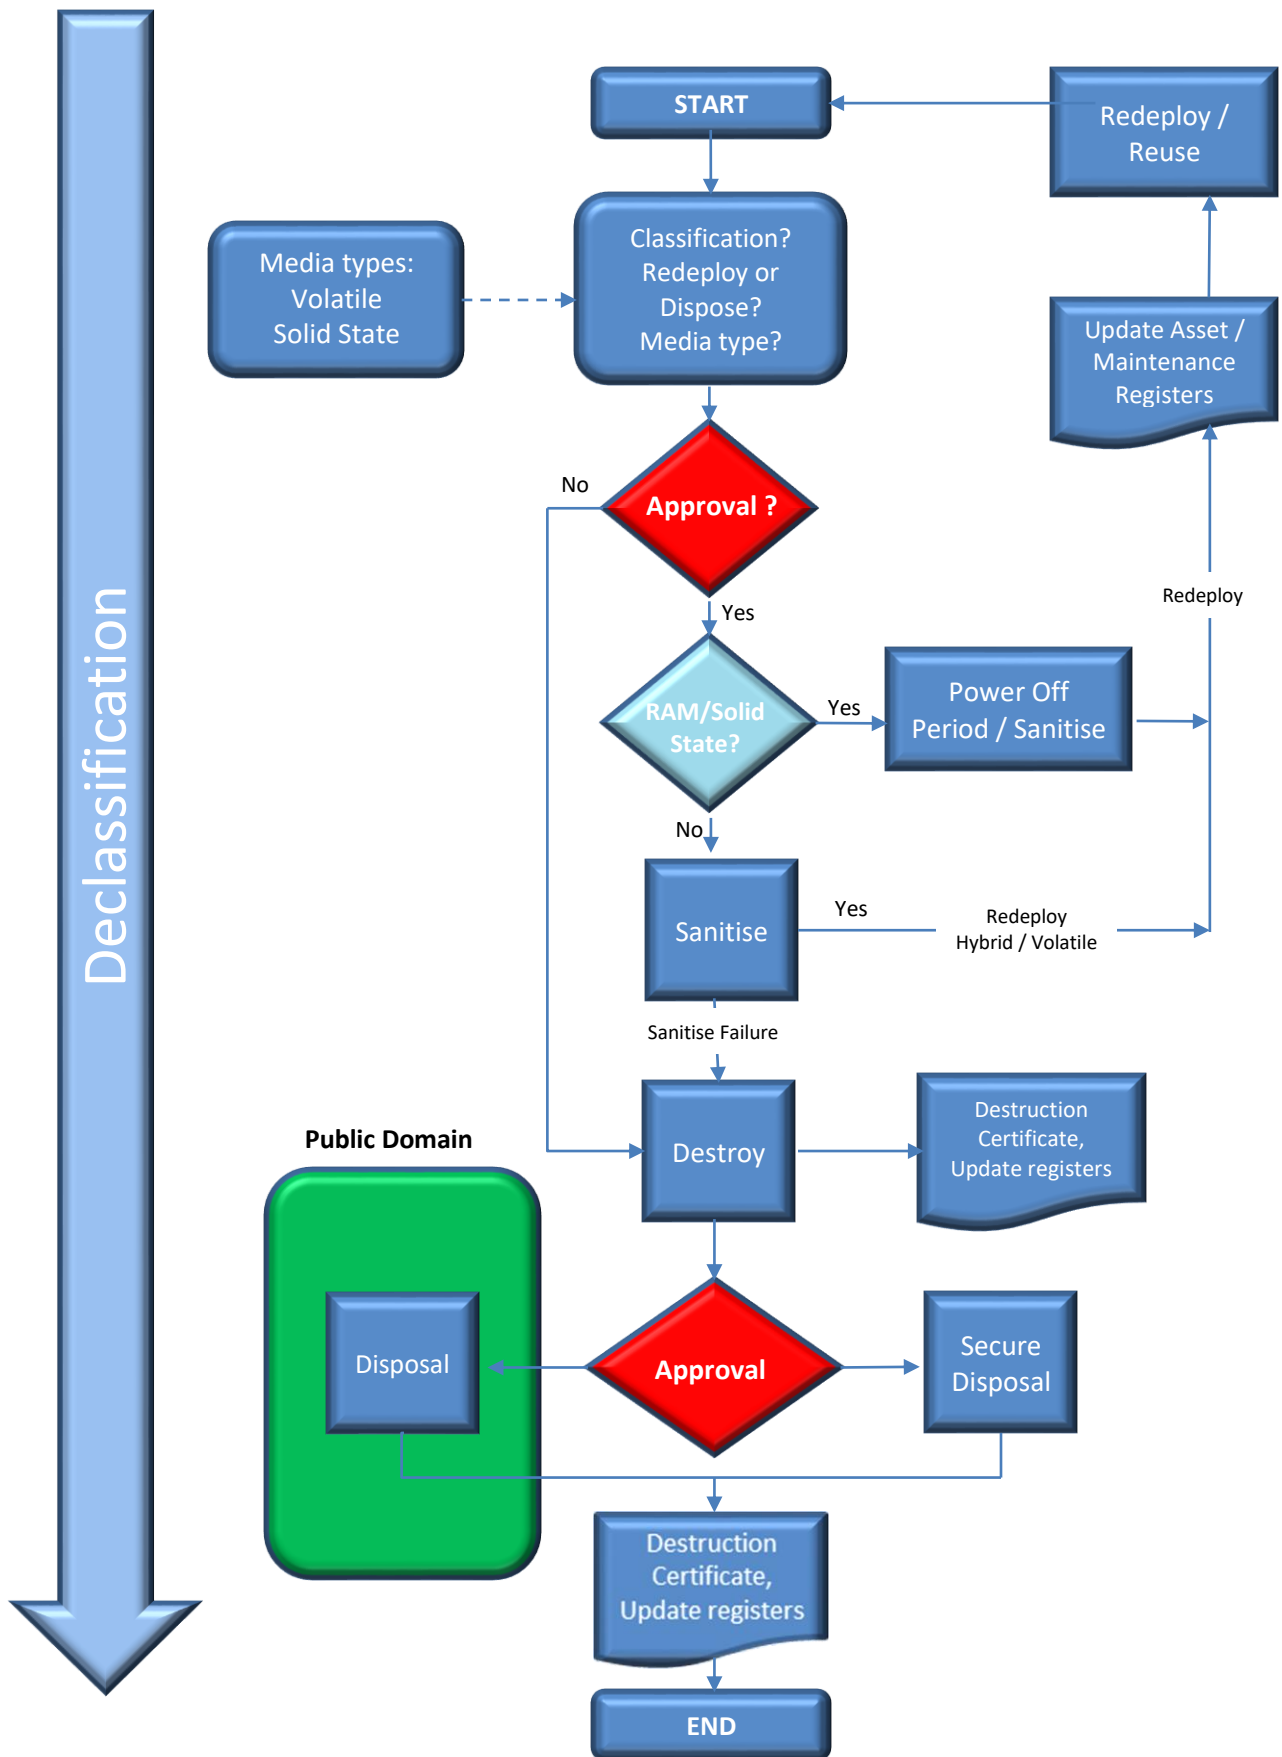 START
Redeploy /
Reuse
Classification?
Redeploy or
Dispose?
Media type?
Media types:
Volatile
Solid State
Update Asset /
Maintenance
Registers
No
Approval ?
Yes
Redeploy
RAM/Solid
State?
Yes
Power Off
Period / Sanitise
No
Sanitise
Yes
Redeploy
Hybrid / Volatile
Sanitise Failure
Destroy
Destruction
Certificate,
Update registers
Public Domain
Disposal
Approval
Secure
Disposal
Destruction
Certificate,
Update registers
END
Declassification